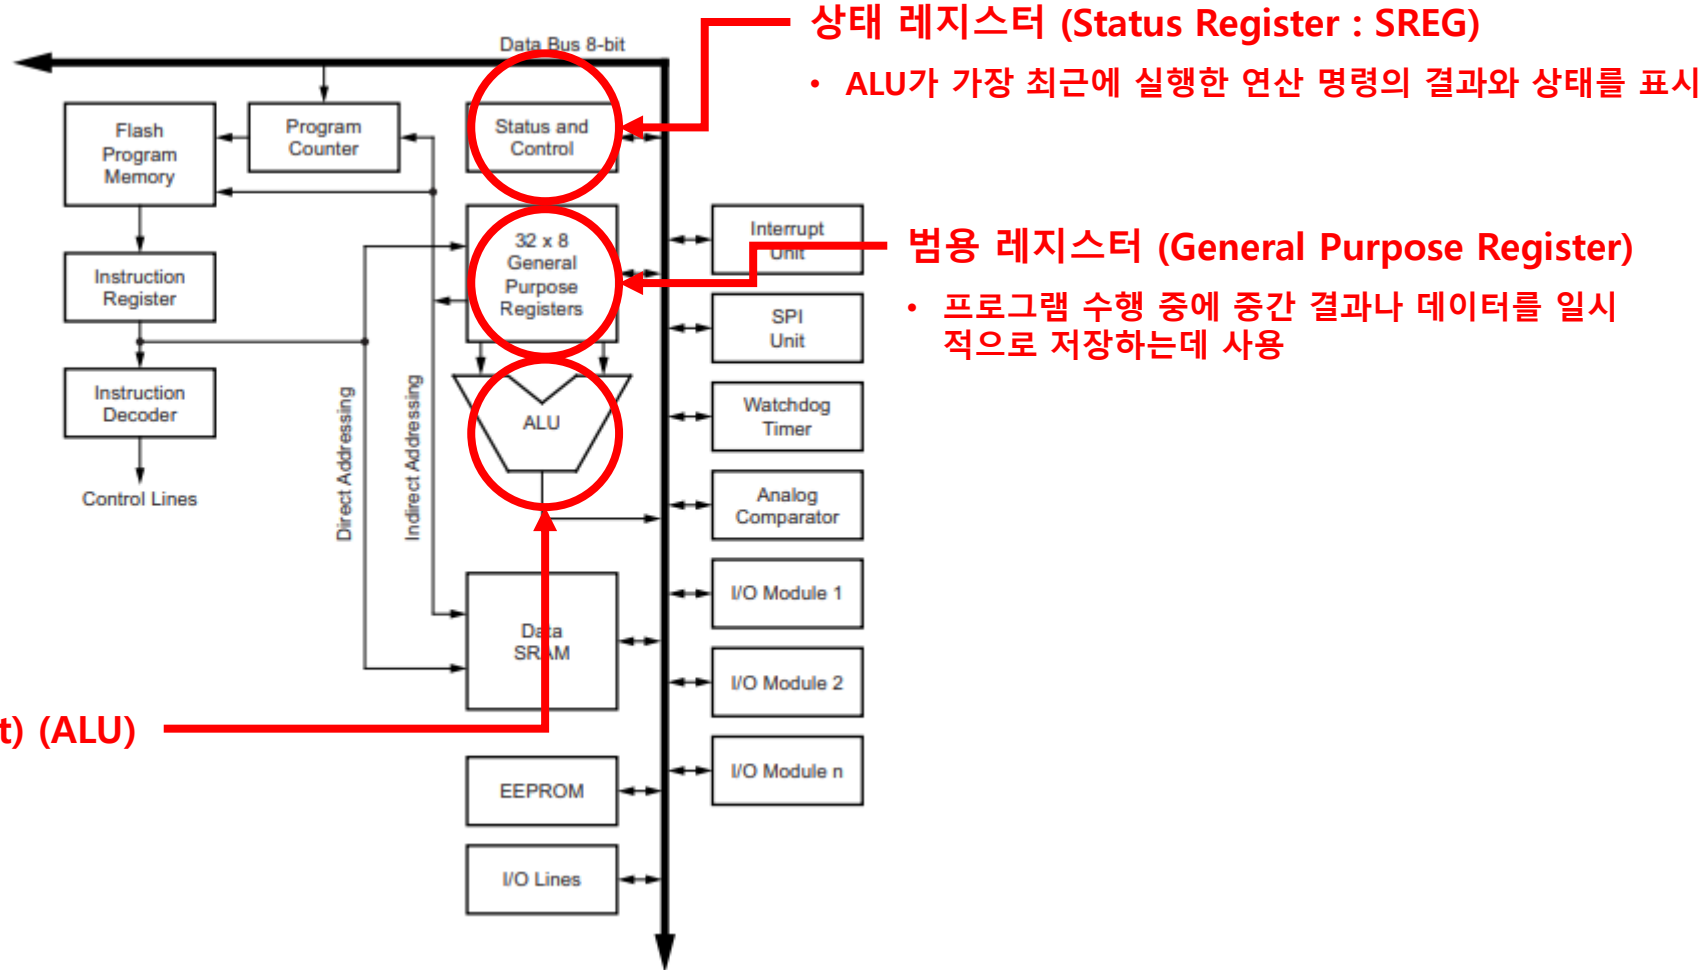 상태 레지스터 (Status Register : SREG)
• ALU가 가장 최근에 실행한 연산 명령의 결과와 상태를 표시
Data Bus 8-bit
Flash
Program
Memory
Program
Counter
Status and
Control
Instruction
Register
32 x 8
General
Purpose
Registers
Interrupt
Unit
범용 레지스터 (General Purpose Register)
• 프로그램 수행 중에 중간 결과나 데이터를 일시
적으로 저장하는데 사용
SPI
Unit
Instruction
Decoder
Direct Addressing
Indirect Addressing
ALU
Watchdog
Timer
Control Lines
Analog
Comparator
I/O Module 1
Data
SRAM
I/O Module 2
t) (ALU)
I/O Module n
EEPROM
I/O Lines